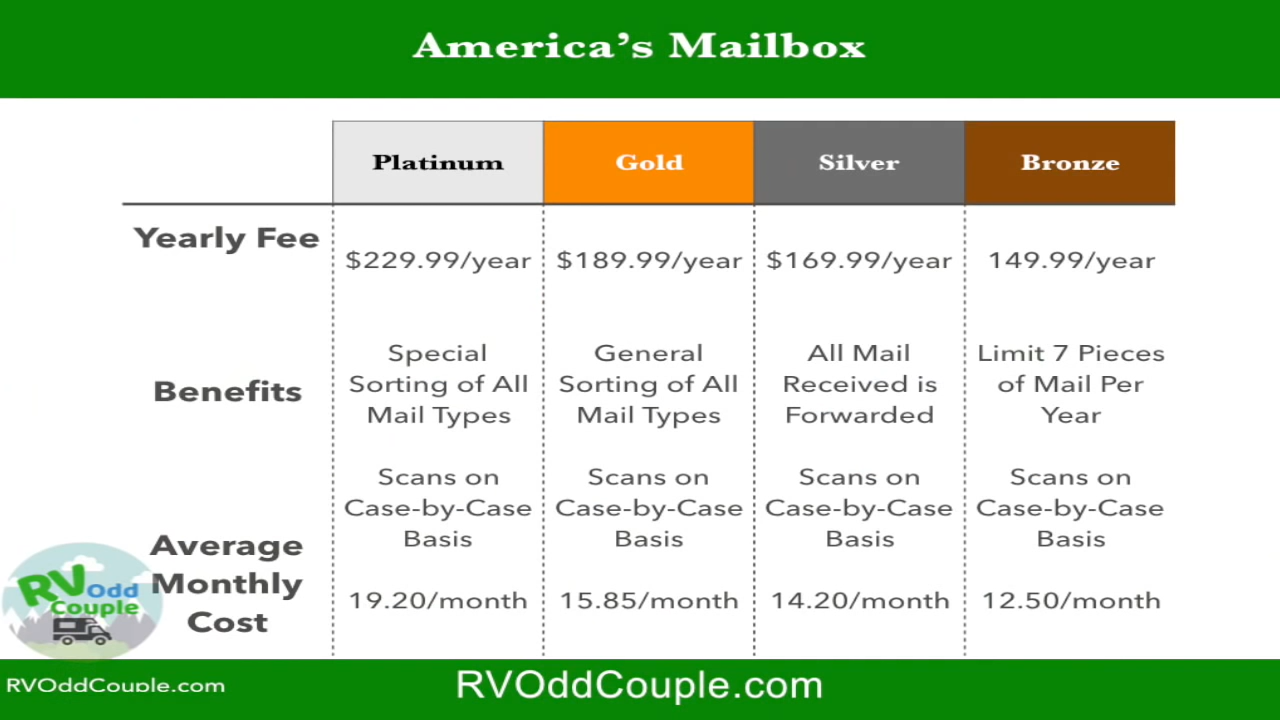 America's Mailbox
Platinum Gold Silver Bronze
Yearly Fee
$229.99/year $189.99/year $169.99/year 149.99/year
Benefits
Special General All Mail Limit 7 Pieces
Sorting of All Sorting of All Received is of Mail Per
Mail Types Mail Types Forwarded Year
Scans on Scans on Scans on Scans on
Case-by-Case Case-by-Case Case-by-Case Case-by-Case
Basis Basis Basis Basis
Average
Monthly
Cost
19.20/month 15.85/month 14.20/month 12.50/month
RV Odd
Couple
RVOddCouple.com
RVOddCouple.com